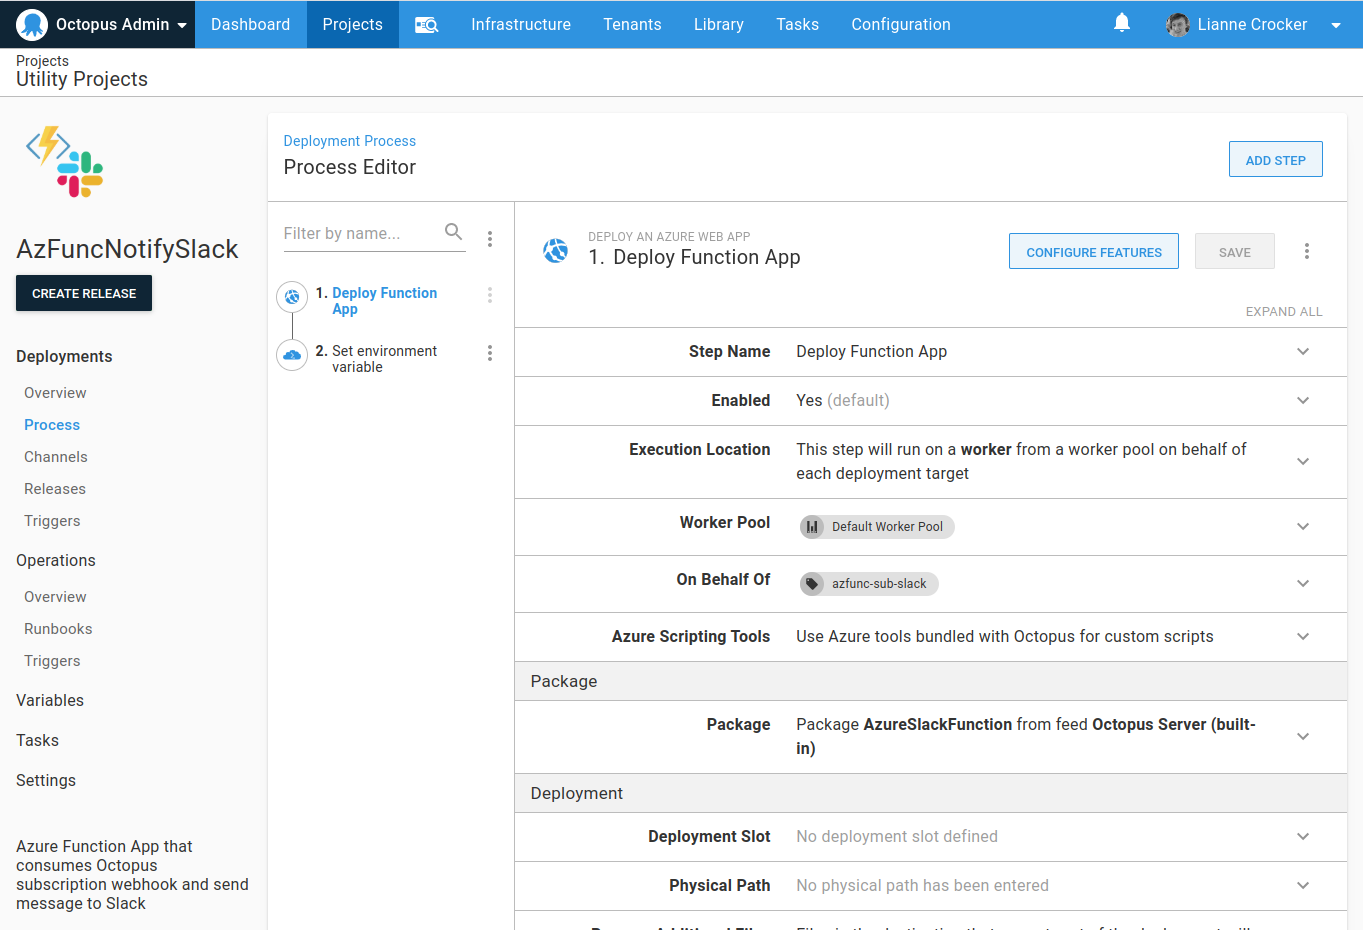 Octopus Admin
Dashboard
Projects
Infrastructure
Tenants
Library
Tasks
Configuration
Lianne Crocker
Projects
Utility Projects
AzFuncNotifySlack
CREATE RELEASE
Deployments
Overview
Process
Channels
Releases
Triggers
Operations
Overview
Runbooks
Triggers
Variables
Tasks
Settings
Azure Function App that
consumes Octopus
subscription webhook and send
message to Slack
Deployment Process
Process Editor
ADD STEP
Filter by name...
1. Deploy Function
App
2. Set environment
variable
DEPLOY AN AZURE WEB APP
1. Deploy Function App
CONFIGURE FEATURES
SAVE
EXPAND ALL
Step Name
Deploy Function App
Enabled
Yes (default)
Execution Location
This step will run on a worker from a worker pool on behalf of
each deployment target
Worker Pool
Default Worker Pool
On Behalf Of
azfunc-sub-slack
Azure Scripting Tools
Use Azure tools bundled with Octopus for custom scripts
Package
Package
Package AzureSlackFunction from feed Octopus Server (built-
in)
Deployment
Deployment Slot
No deployment slot defined
Physical Path
No physical path has been entered